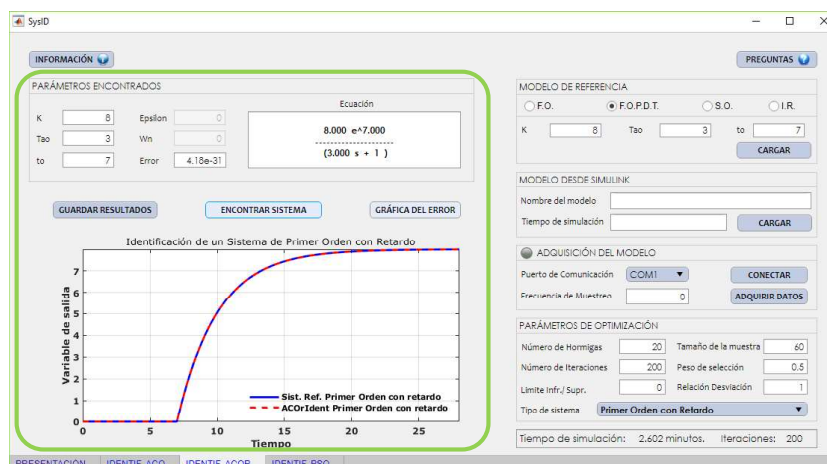 SysID
INFORMACIÓN
PREGUNTAS
PARÁMETROS ENCONTRADOS
K 8 Epsilon 0
Tao 3 Wn 0
to 7 Error 4.18e-31
Ecuación
8.000 e^7.000
--------------------
(3.000 s + 1 )
GUARDAR RESULTADOS
ENCONTRAR SISTEMA
GRÁFICA DEL ERROR
Identificación de un Sistema de Primer Orden con Retardo
Variable de salida
7
6
5
4
3
2
1
0
0 5 10 15 20 25
Tiempo
Sist. Ref. Primer Orden con retardo
ACOrIdent Primer Orden con retardo
MODELO DE REFERENCIA
F.O. F.O.P.D.T. S.O. I.R.
K 8 Tao 3 to 7
CARGAR
MODELO DESDE SIMULINK
Nombre del modelo
Tiempo de simulación
CARGAR
ADQUISICIÓN DEL MODELO
Puerto de Comunicación COM1 CONECTAR
Frecuencia de Muestreo 0 ADQUIRIR DATOS
PARÁMETROS DE OPTIMIZACIÓN
Número de Hormigas 20 Tamaño de la muestra 60
Número de Iteraciones 200 Peso de selección 0.5
Limite Infr./ Supr. 0 Relación Desviación 1
Tipo de sistema Primer Orden con Retardo
Tiempo de simulación: 2.602 minutos. Iteraciones: 200
PRESENTACIÓN IDENTIF-ACO IDENTIF-ACOR IDENTIF-PSO